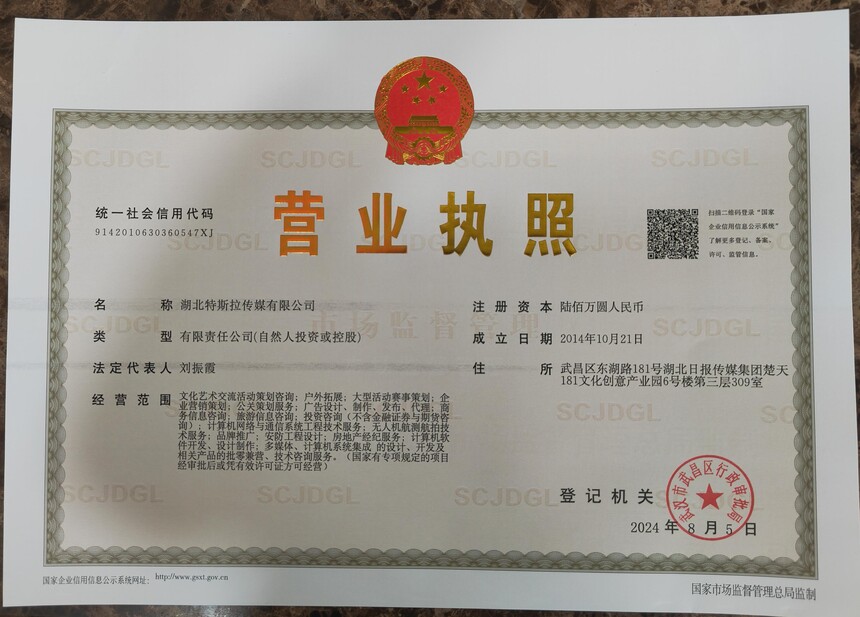 营业执照
统一社会信用代码
9142010630360547XJ
扫描二维码登录“国家
企业信用信息公示系统”
了解更多登记、备案、
许可、监管信息。
名称 湖北特斯拉传媒有限公司
类型 有限责任公司(自然人投资或控股)
法定代表人 刘振霞
经营范围 文化艺术交流活动策划咨询；户外拓展；大型活动赛事策划；企
业营销策划；公关策划服务；广告设计、制作、发布、代理；商
务信息咨询；旅游信息咨询；投资咨询（不含金融证券与期货咨
询）；计算机网络与通信系统工程技术服务；无人机航测航拍技
术服务；品牌推广；安防工程设计；房地产经纪服务；计算机软
件开发、设计制作；多媒体、计算机系统集成 的设计、开发及
相关产品的批零兼营、技术咨询服务。（国家有专项规定的项目
经审批后或凭有效许可证方可经营）
注册资本 陆佰万圆人民币
成立日期 2014年10月21日
住所 武昌区东湖路181号湖北日报传媒集团楚天
181文化创意产业园6号楼第三层309室
市场监督管理
SCJDGL
登记机关
武汉市武昌区行政审批局
2024年8月5日
国家企业信用信息公示系统网址： http://www.gsxt.gov.cn
国家市场监督管理总局监制